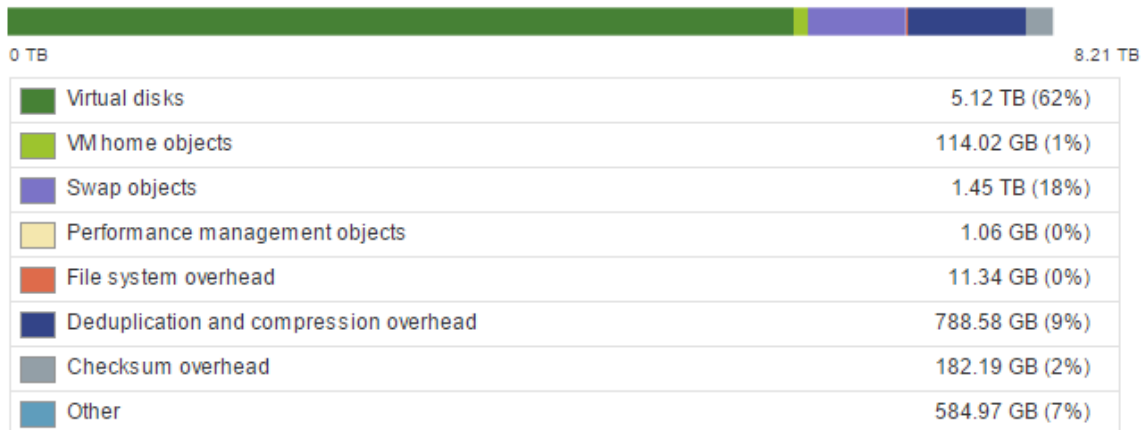 0 TB 8.21 TB
Virtual disks 5.12 TB (62%)
VM home objects 114.02 GB (1%)
Swap objects 1.45 TB (18%)
Performance management objects 1.06 GB (0%)
File system overhead 11.34 GB (0%)
Deduplication and compression overhead 788.58 GB (9%)
Checksum overhead 182.19 GB (2%)
Other 584.97 GB (7%)